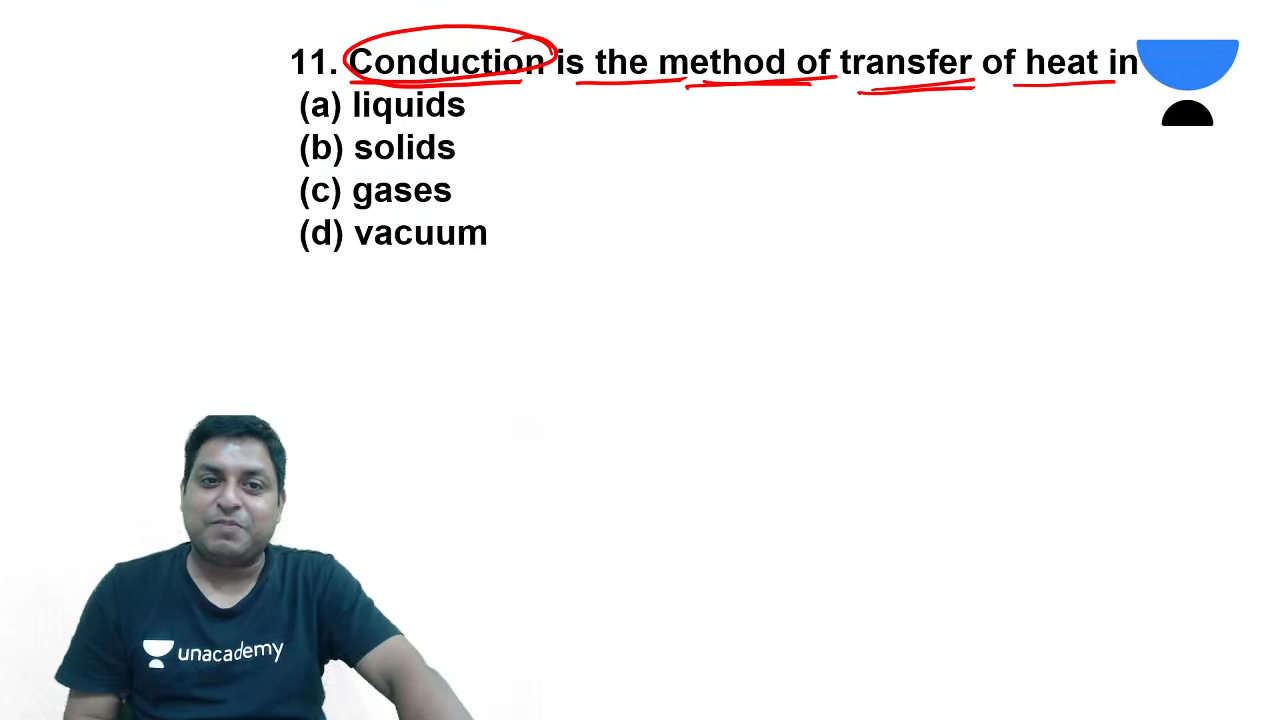 11. Conduction is the method of transfer of heat in
(a) liquids
(b) solids
(c) gases
(d) vacuum
unacademy